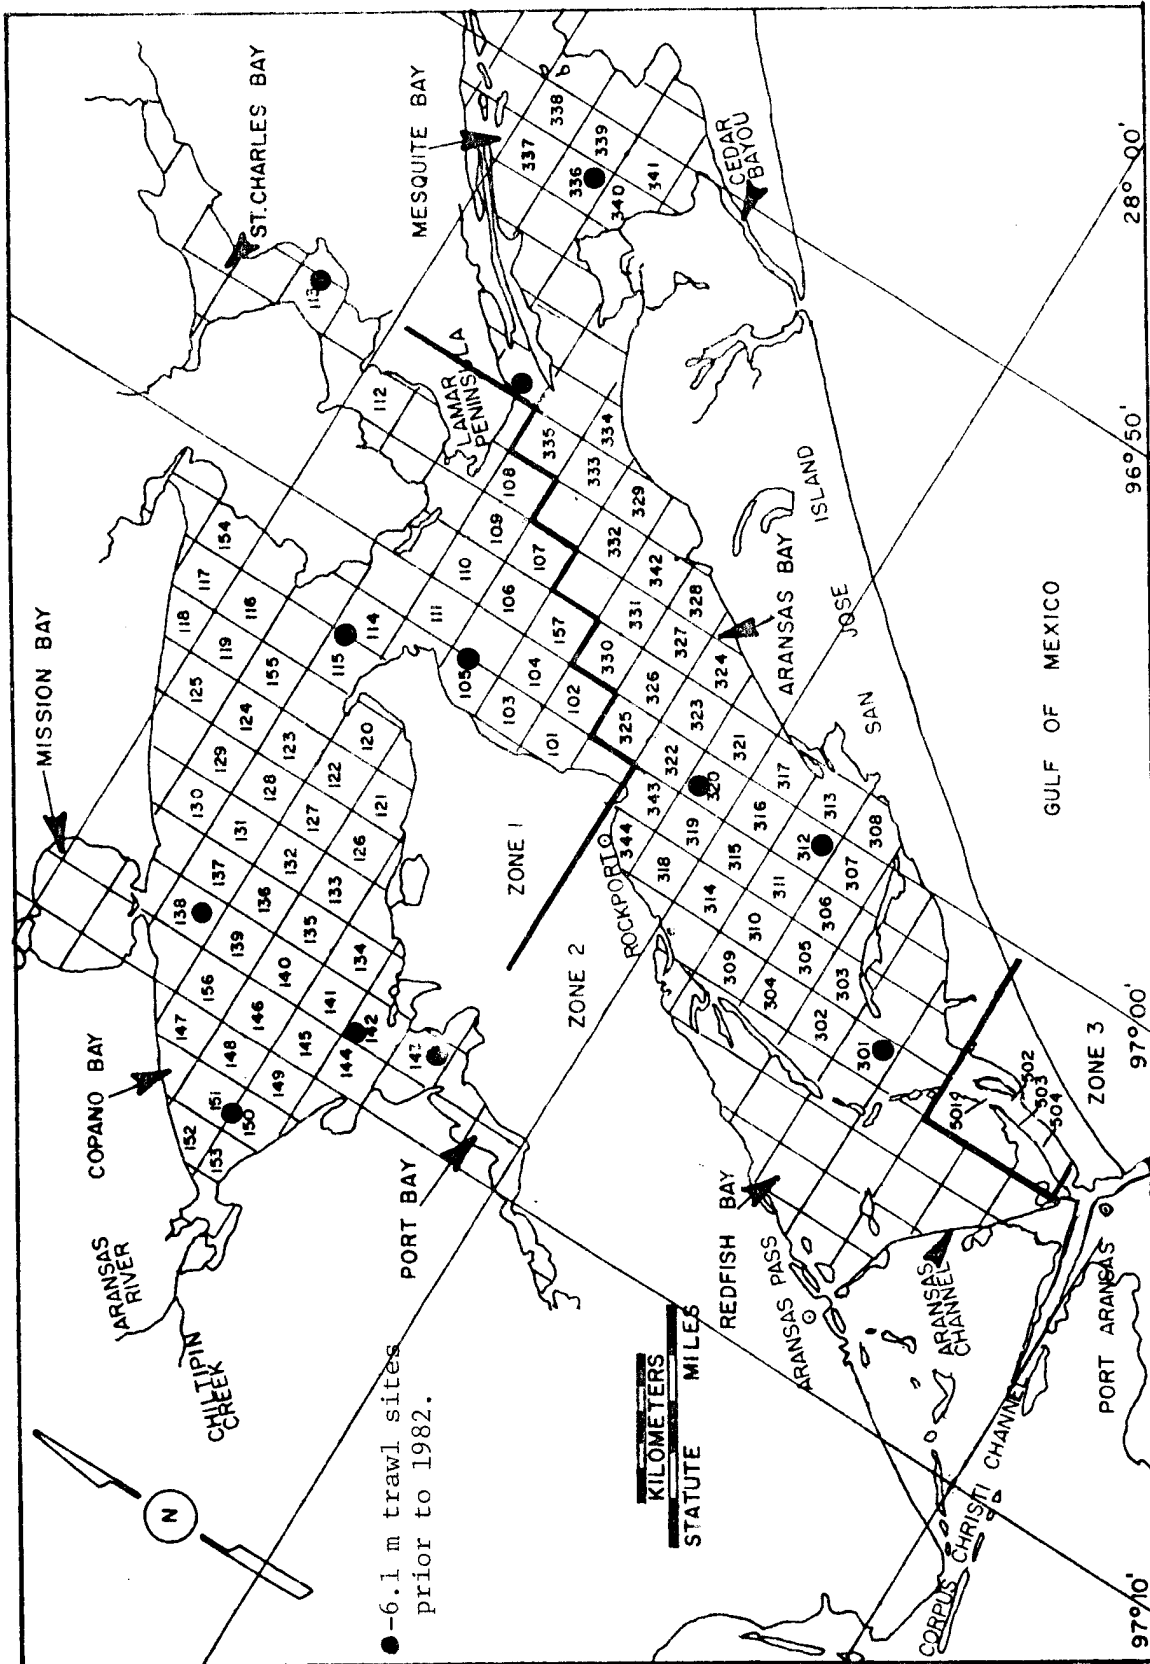 MISSION BAY
ST. CHARLES BAY
COPANO BAY
MESQUITE BAY
ARANSAS
RIVER
CHILTIPIN
CREEK
PORT BAY
LAMAR
PENINSULA
CEDAR
BAYOU
ZONE 1
ZONE 2
ROCKPORT
REDFISH BAY
ARANSAS PASS
ARANSAS
CHANNEL
ARANSAS BAY
SAN JOSE ISLAND
GULF OF MEXICO
ZONE 3
PORT ARANSAS
CORPUS CHRISTI CHANNEL
N
-6.1 m trawl sites
prior to 1982.
KILOMETERS
STATUTE MILES
97°10'
97°00'
96°50'
28°00'
152 147
153 151 148 156 138 137 130 129 125 118
150 149 146 139 136 131 128 124 119 117
144 145 140 135 132 127 123 155 116 154
142 141 134 133 126 122 115 114
121 120
113
112
105 111 110 109 108
103 104 106 107
101 102 157
344 343 325 330 331 332 333 335
318 319 322 326 327 342 329 334
309 314 315 320 323 324 328
304 310 311 316 321
302 305 306 312 317
301 303 307 313
308
337 338
336 339
340 341
501
502
503
504